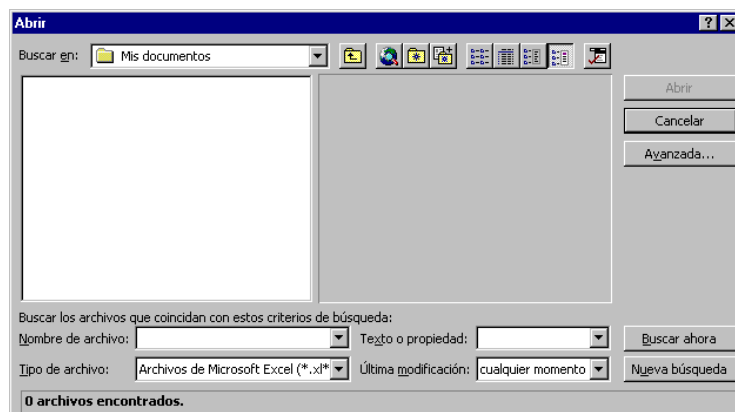 Abrir
Buscar en: Mis documentos
Abrir
Cancelar
Avanzada...
Buscar los archivos que coincidan con estos criterios de búsqueda:
Nombre de archivo: Texto o propiedad: Buscar ahora
Tipo de archivo: Archivos de Microsoft Excel (*.xl* Última modificación: cualquier momento Nueva búsqueda
0 archivos encontrados.